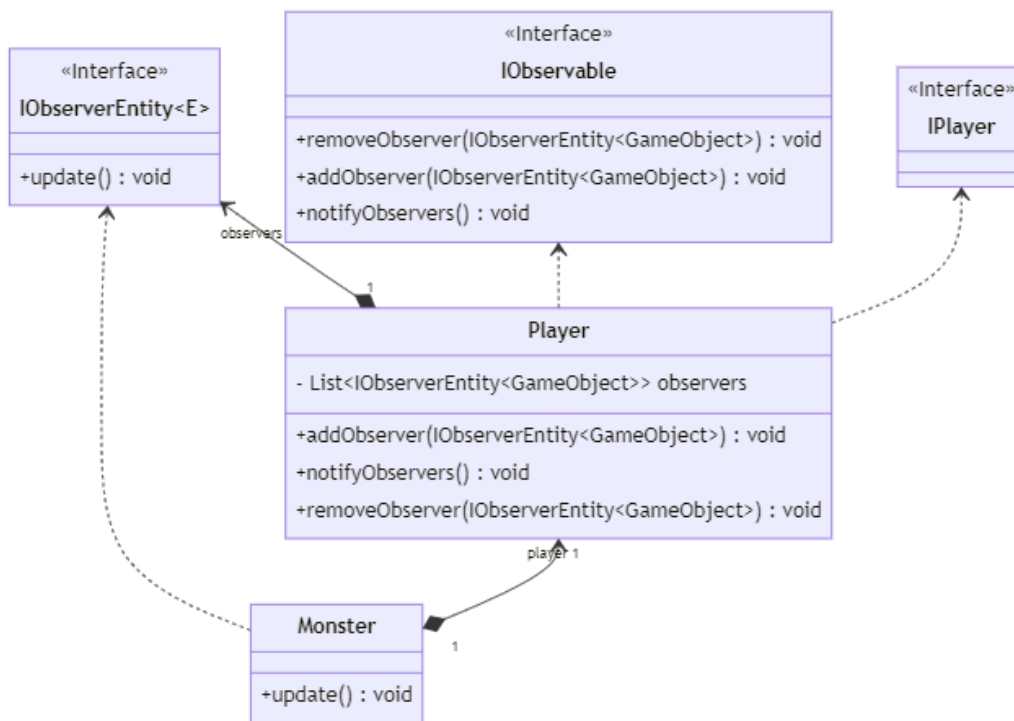 «Interface»
IObserverEntity<E>
+update() : void
«Interface»
IObservable
+removeObserver(IObserverEntity<GameObject>) : void
+addObserver(IObserverEntity<GameObject>) : void
+notifyObservers() : void
«Interface»
IPlayer
observers
1
Player
- List<IObserverEntity<GameObject>> observers
+addObserver(IObserverEntity<GameObject>) : void
+notifyObservers() : void
+removeObserver(IObserverEntity<GameObject>) : void
player 1
Monster
1
+update() : void